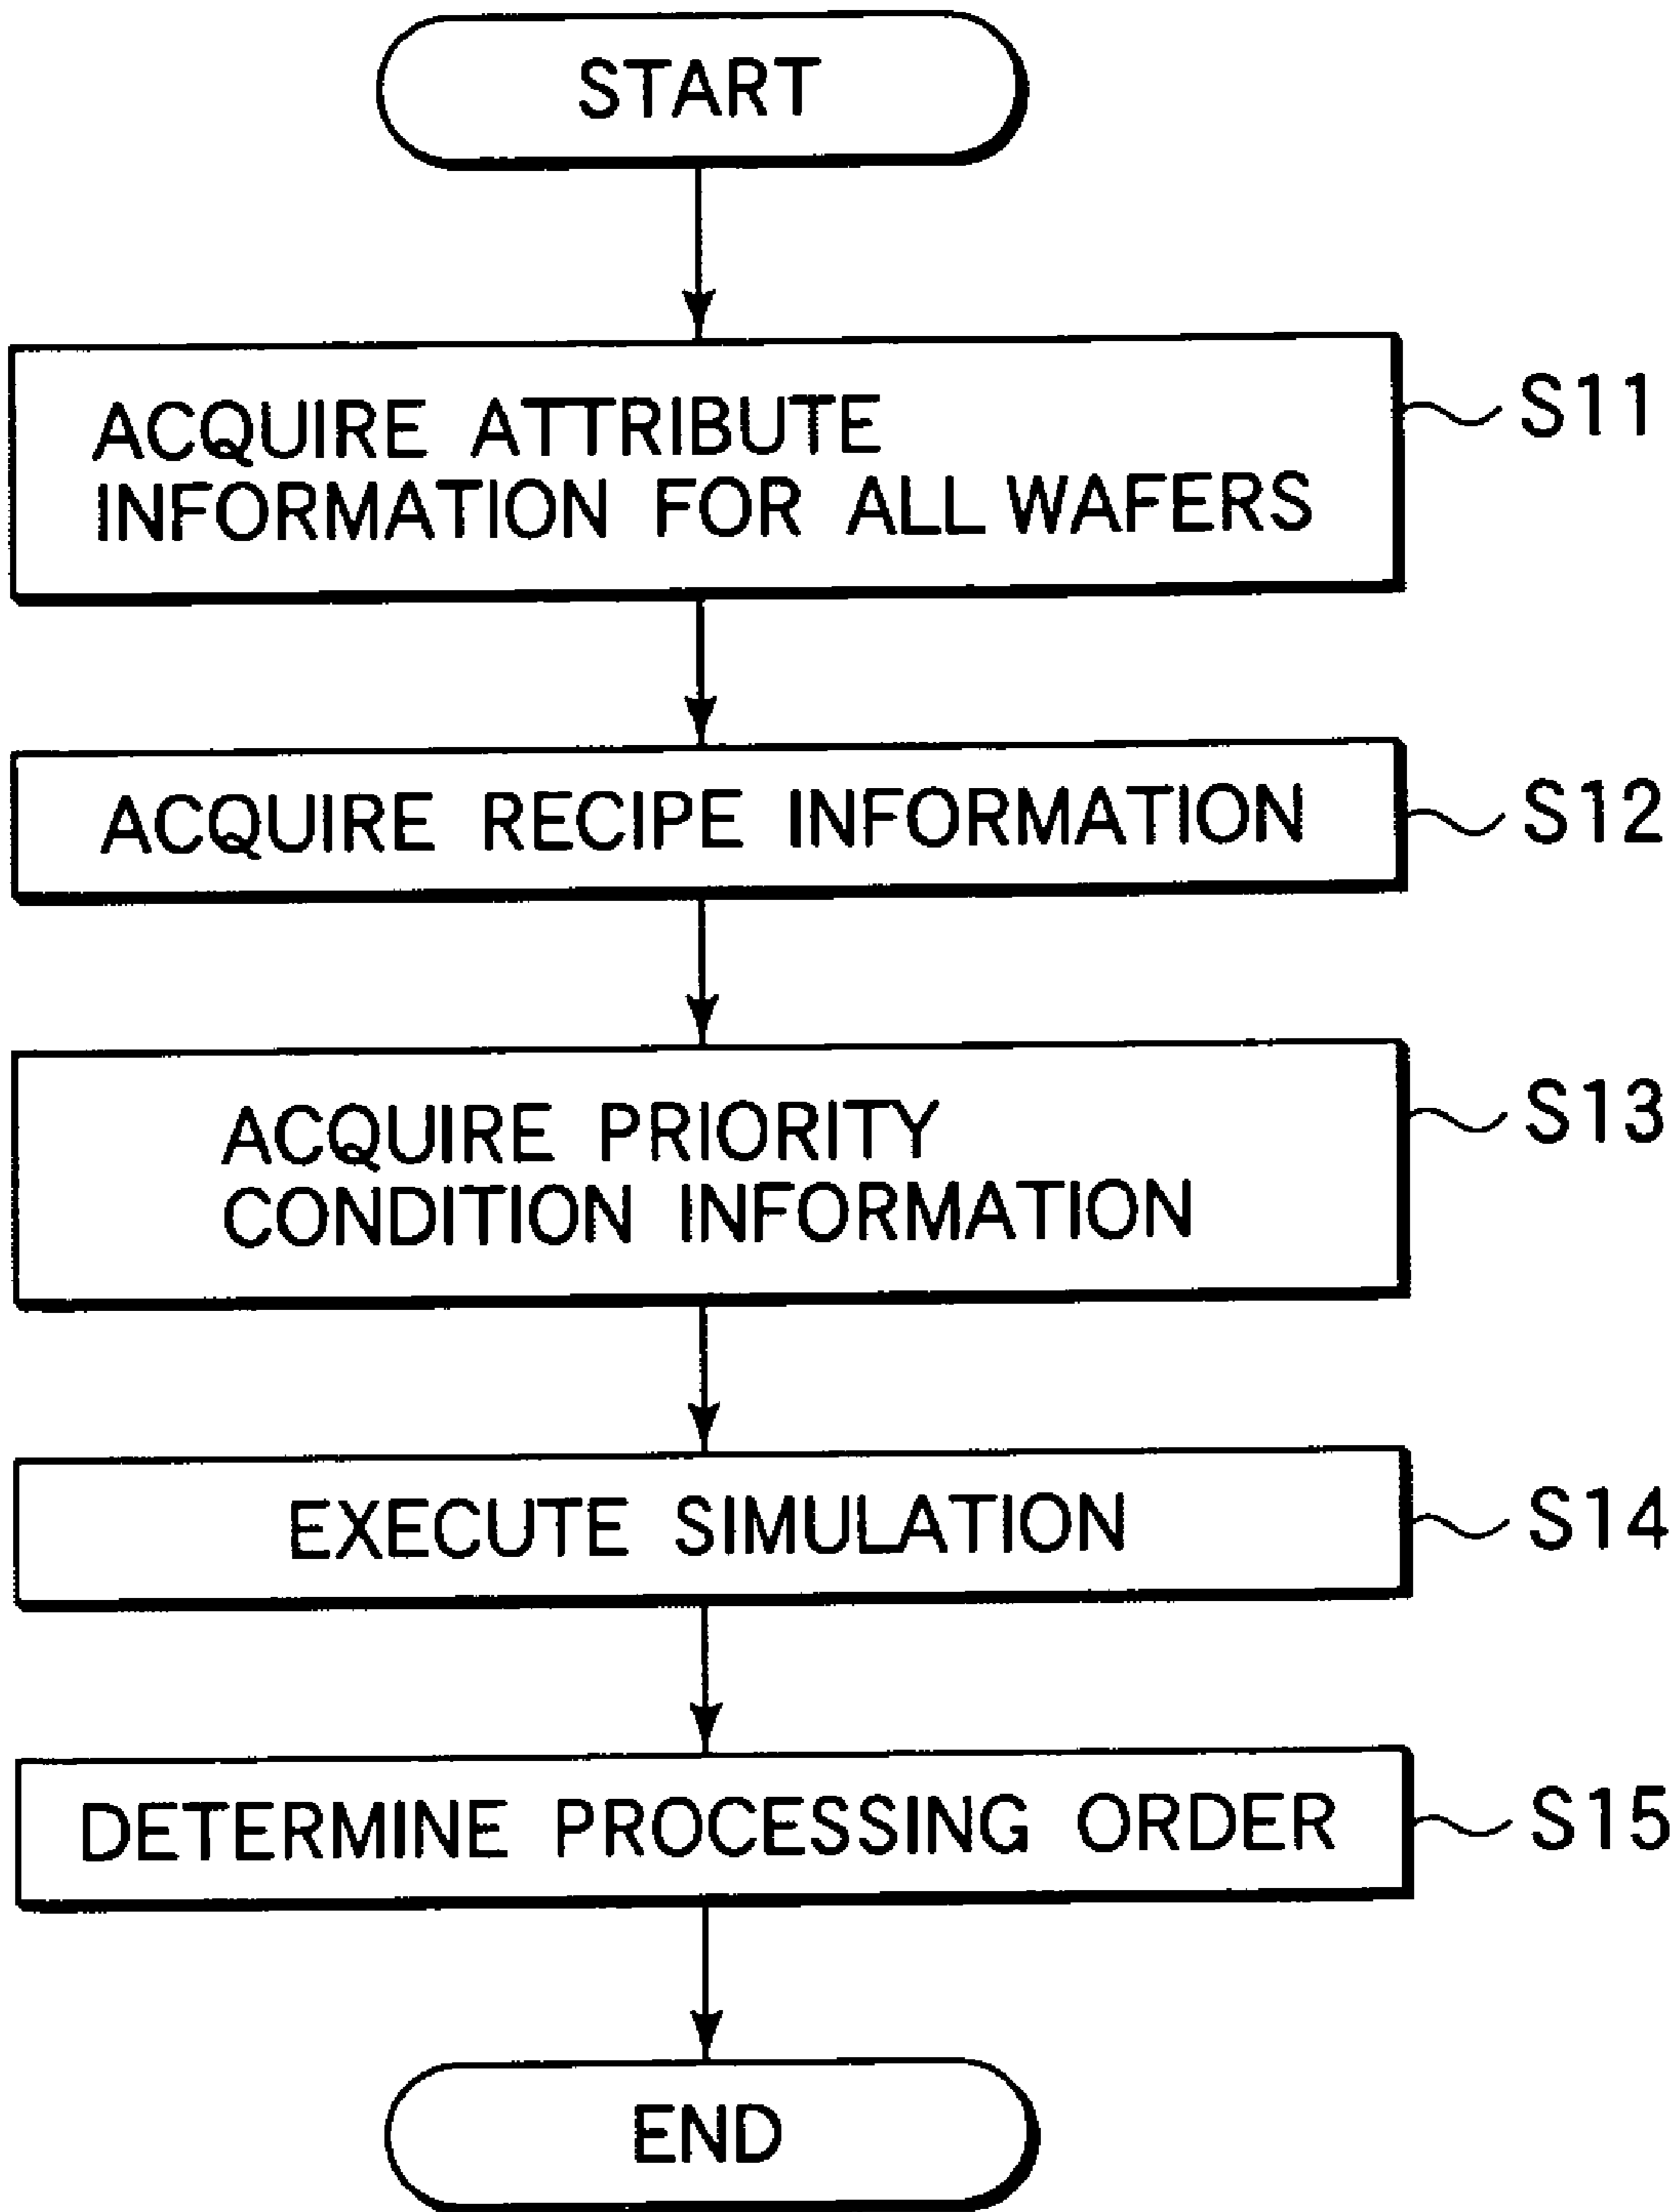 START
ACQUIRE ATTRIBUTE
INFORMATION FOR ALL WAFERS
S11
ACQUIRE RECIPE INFORMATION
S12
ACQUIRE PRIORITY
CONDITION INFORMATION
S13
EXECUTE SIMULATION
S14
DETERMINE PROCESSING ORDER
S15
END